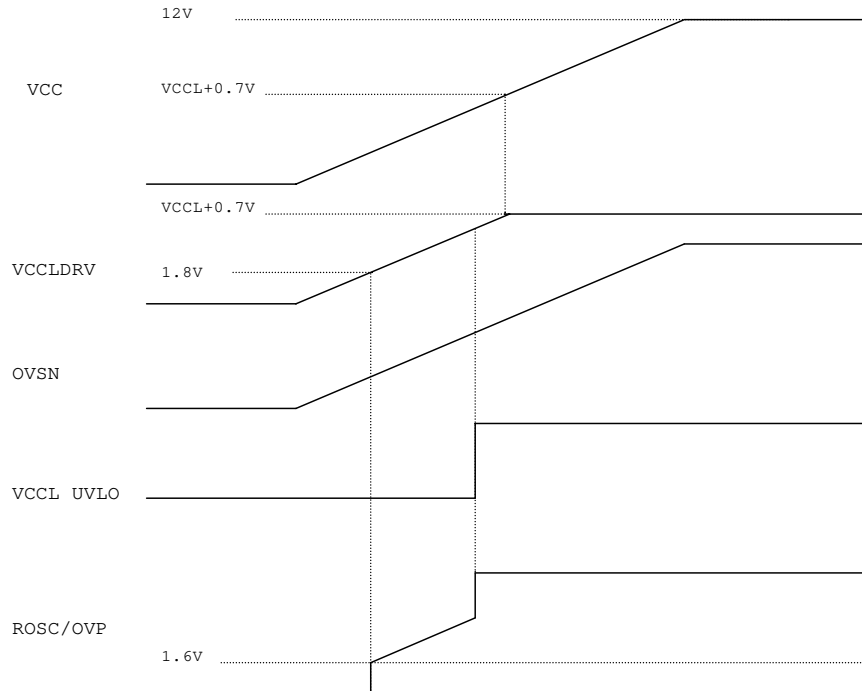 12V
VCC VCCL+0.7V
VCCL+0.7V
VCCLDRV 1.8V
OVSN
VCCL UVLO
ROSC/OVP
1.6V